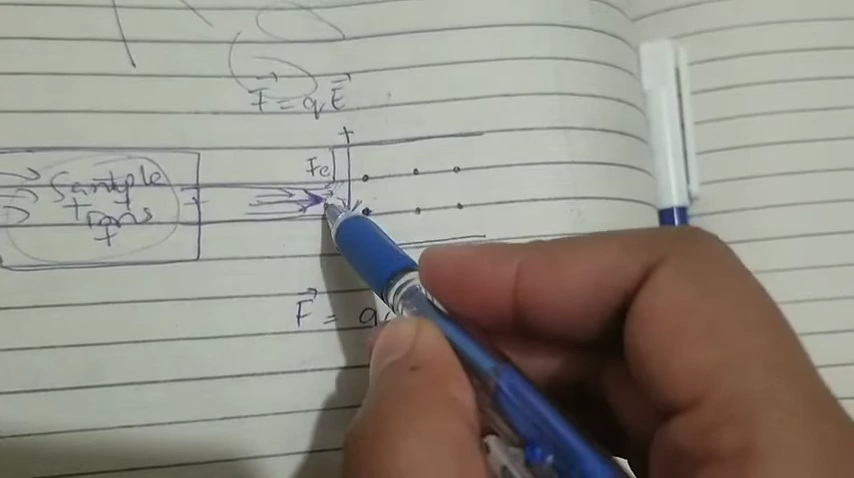 F = qE
+
Fe
Sample
+ Ions
+
F = q